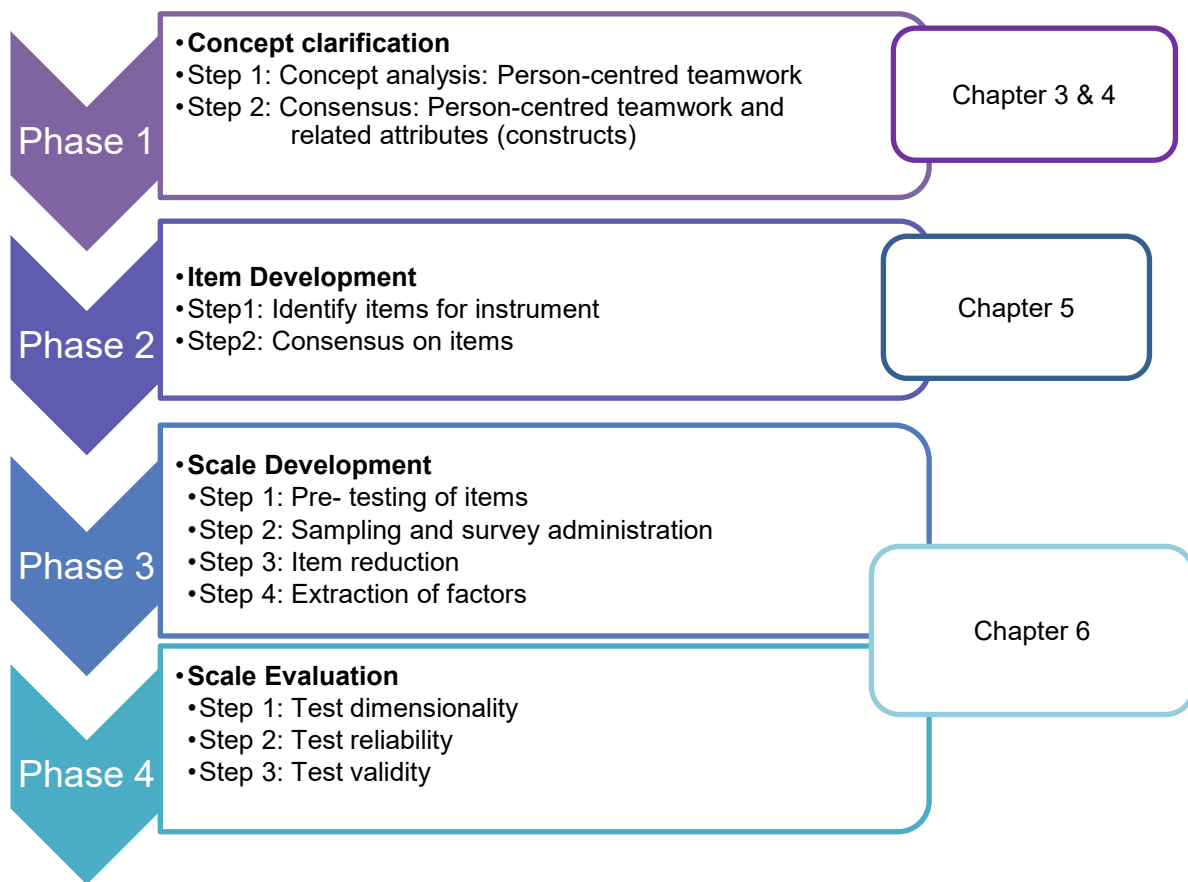 Phase 1
•Concept clarification
•Step 1: Concept analysis: Person-centred teamwork
•Step 2: Consensus: Person-centred teamwork and
related attributes (constructs)
Chapter 3 & 4
Phase 2
•Item Development
•Step1: Identify items for instrument
•Step2: Consensus on items
Chapter 5
Phase 3
•Scale Development
•Step 1: Pre- testing of items
•Step 2: Sampling and survey administration
•Step 3: Item reduction
•Step 4: Extraction of factors
Chapter 6
Phase 4
•Scale Evaluation
•Step 1: Test dimensionality
•Step 2: Test reliability
•Step 3: Test validity